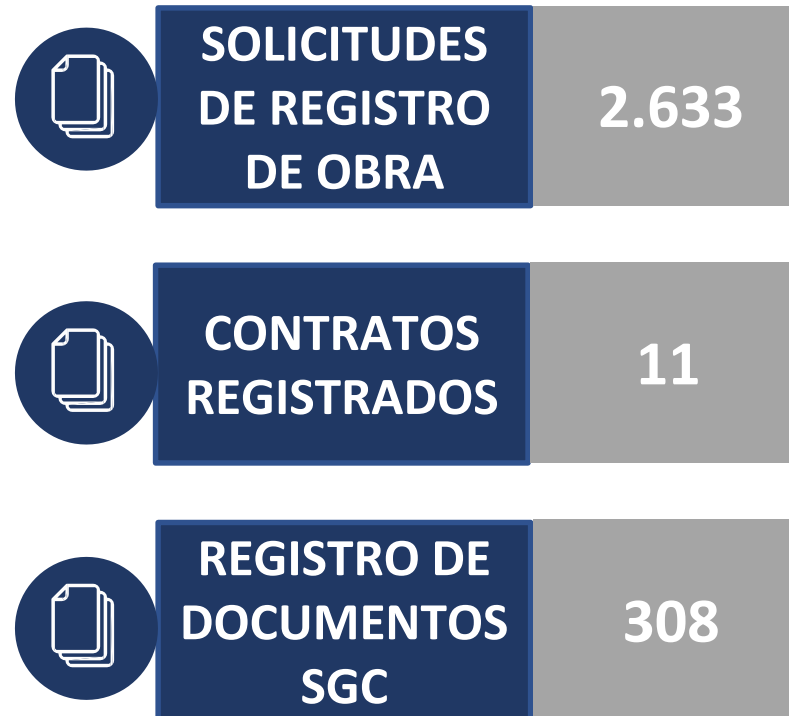 SOLICITUDES
DE REGISTRO
DE OBRA
2.633
CONTRATOS
REGISTRADOS
11
REGISTRO DE
DOCUMENTOS
SGC
308